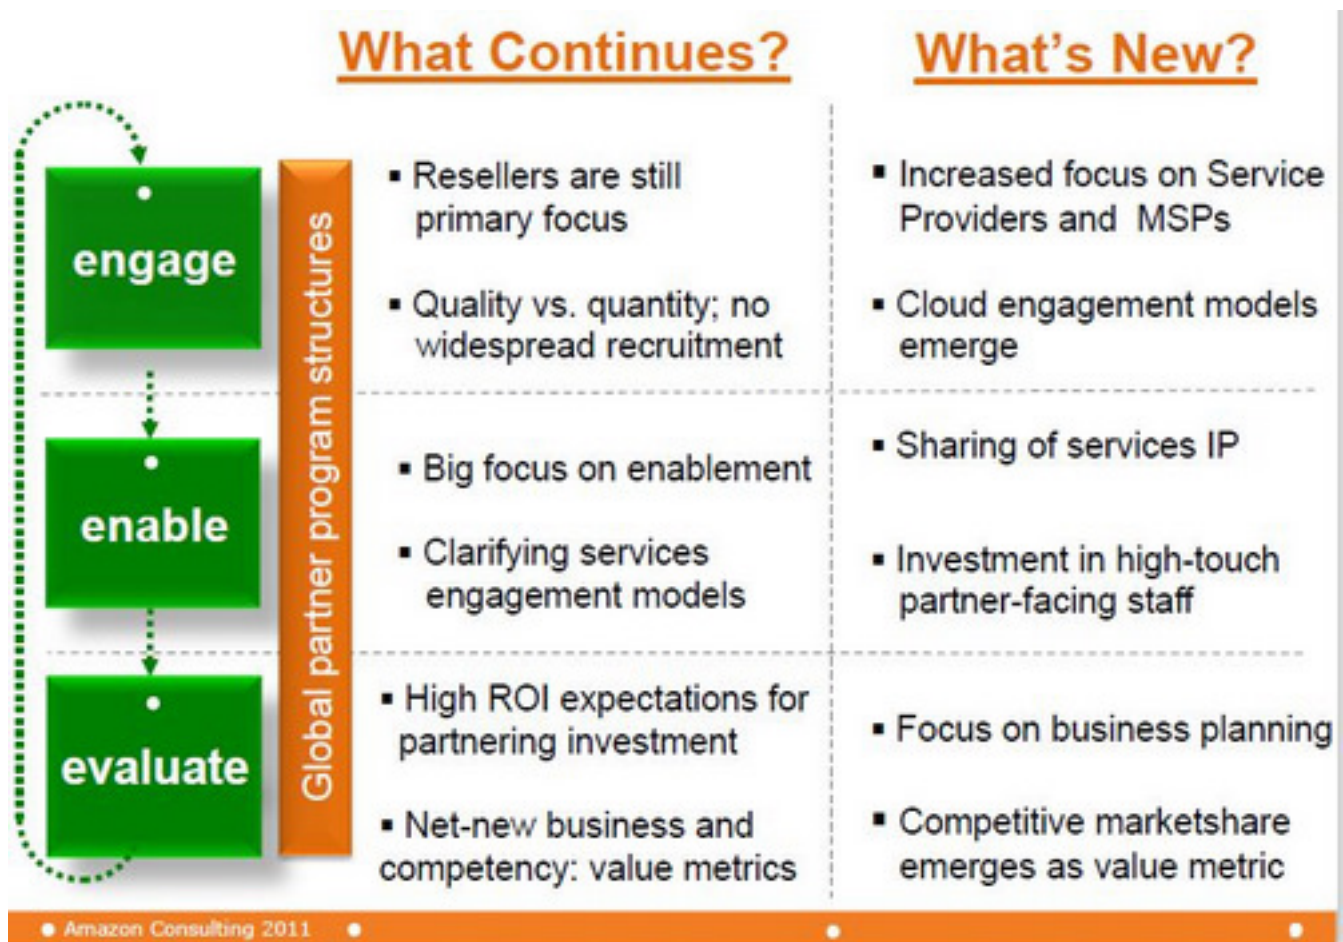 What Continues?
What's New?
engage
Global partner program structures
▪ Resellers are still
primary focus
▪ Quality vs. quantity; no
widespread recruitment
▪ Increased focus on Service
Providers and MSPs
▪ Cloud engagement models
emerge
enable
▪ Big focus on enablement
▪ Clarifying services
engagement models
▪ Sharing of services IP
▪ Investment in high-touch
partner-facing staff
evaluate
▪ High ROI expectations for
partnering investment
▪ Net-new business and
competency: value metrics
▪ Focus on business planning
▪ Competitive marketshare
emerges as value metric
Amazon Consulting 2011